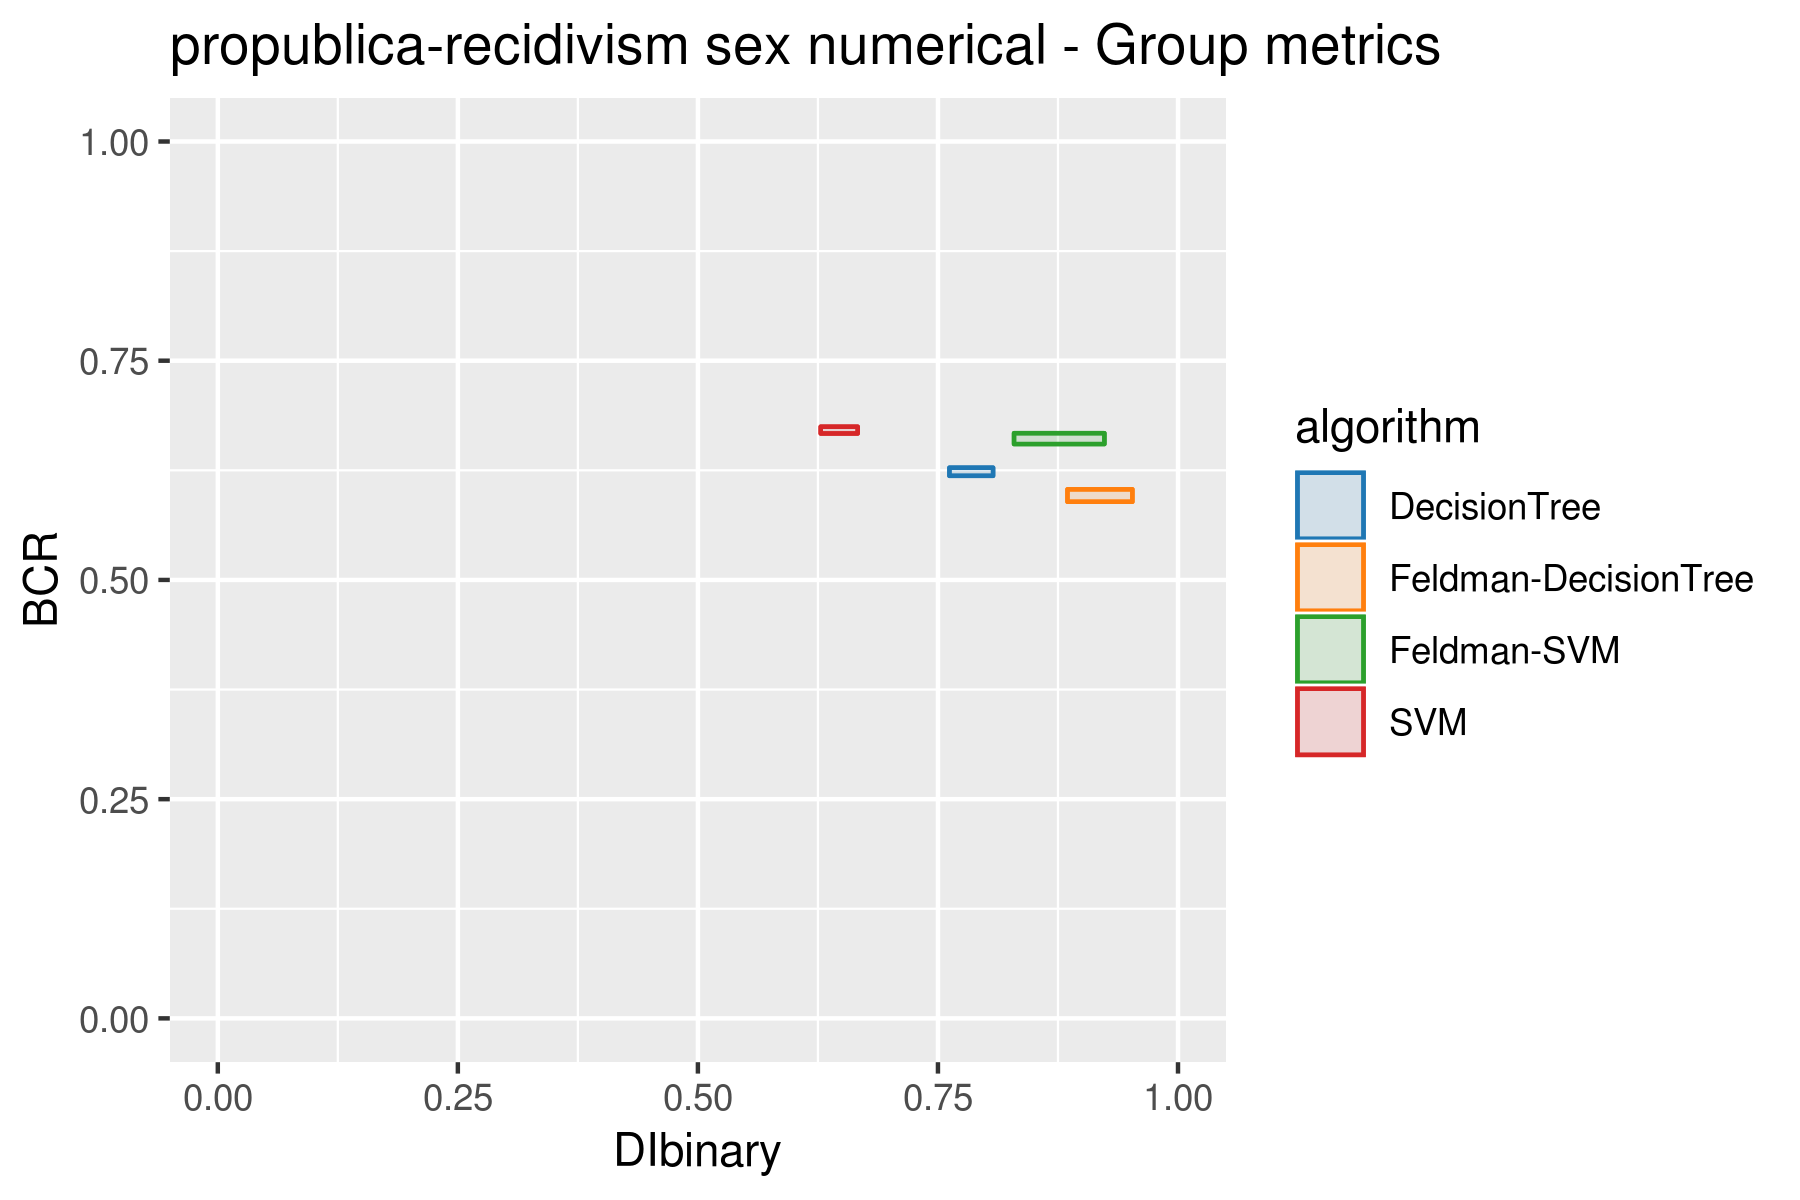 propublica-recidivism sex numerical - Group metrics
1.00
0.75
0.50
0.25
0.00
BCR
0.00 0.25 0.50 0.75 1.00
DIbinary
algorithm
DecisionTree
Feldman-DecisionTree
Feldman-SVM
SVM